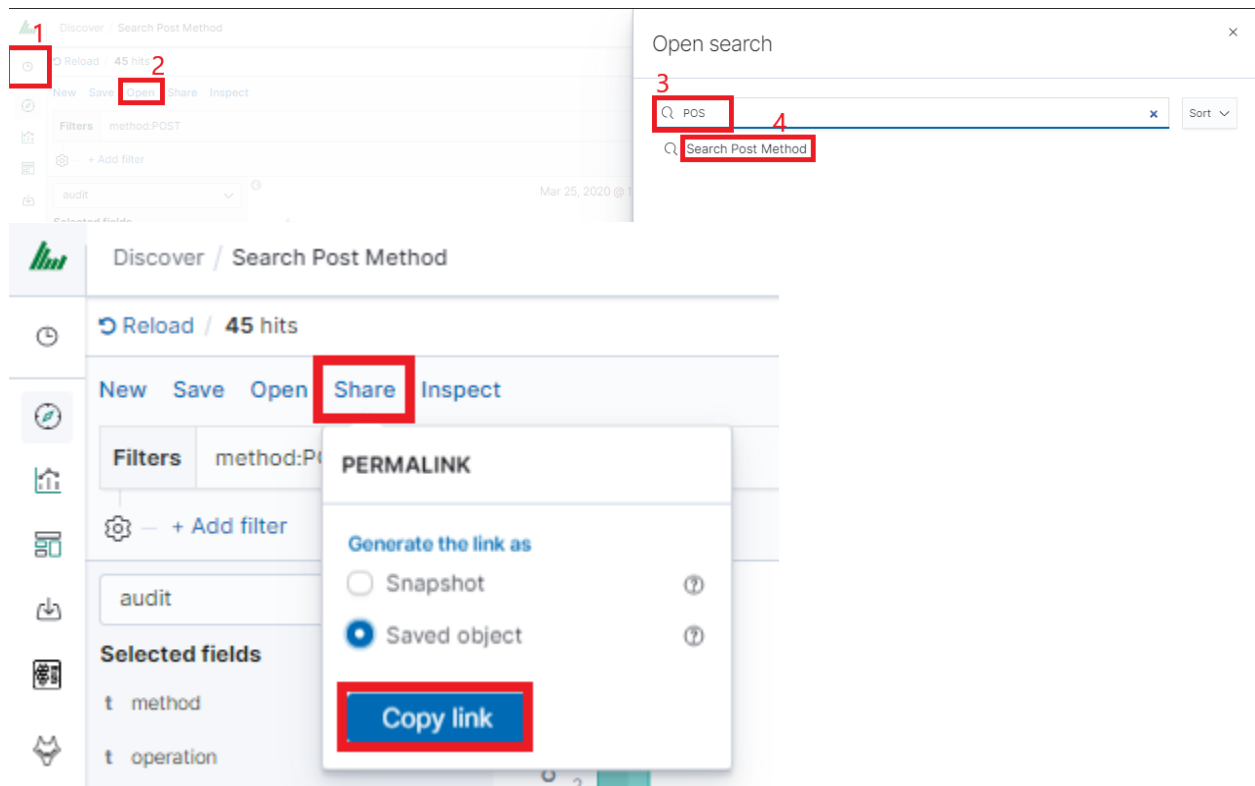 1
Discover / Search Post Method
Reload / 45 hits
2
New Save Open Share Inspect
Filters method:POST
+ Add filter
audit
Mar 25, 2020 @ 1
Selected fields
Open search
×
3
POS
×
Sort
4
Search Post Method
Discover / Search Post Method
Reload / 45 hits
New Save Open Share Inspect
Filters method:PO
+ Add filter
audit
Selected fields
t method
t operation
PERMALINK
Generate the link as
Snapshot
Saved object
Copy link
2